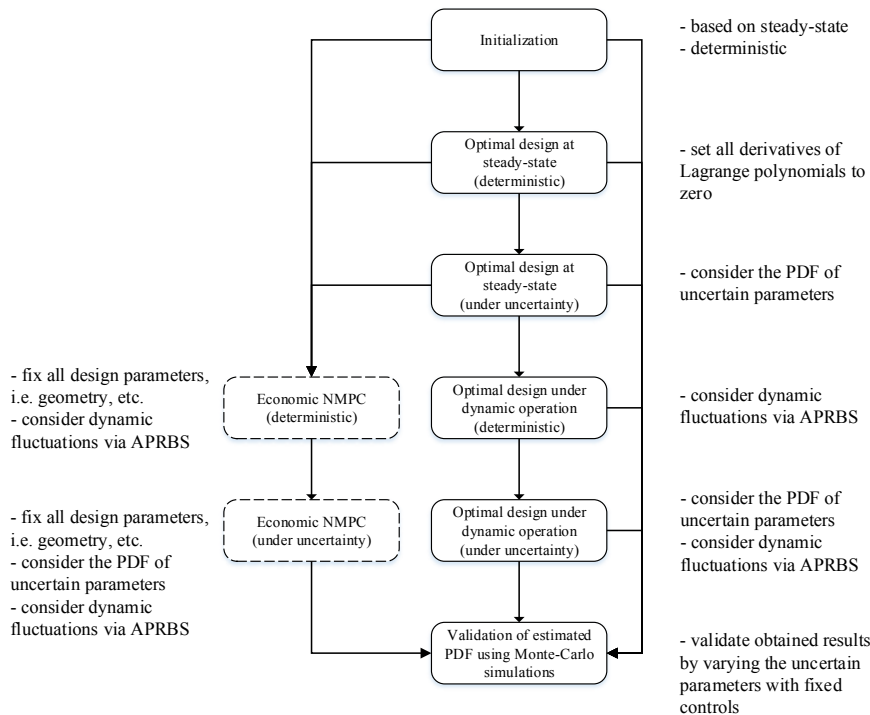 Initialization
- based on steady-state
- deterministic
Optimal design at
steady-state
(deterministic)
- set all derivatives of
Lagrange polynomials to
zero
Optimal design at
steady-state
(under uncertainty)
- consider the PDF of
uncertain parameters
- fix all design parameters,
i.e. geometry, etc.
- consider dynamic
fluctuations via APRBS
Economic NMPC
(deterministic)
Optimal design under
dynamic operation
(deterministic)
- consider dynamic
fluctuations via APRBS
- fix all design parameters,
i.e. geometry, etc.
- consider the PDF of
uncertain parameters
- consider dynamic
fluctuations via APRBS
Economic NMPC
(under uncertainty)
Optimal design under
dynamic operation
(under uncertainty)
- consider the PDF of
uncertain parameters
- consider dynamic
fluctuations via APRBS
Validation of estimated
PDF using Monte-Carlo
simulations
- validate obtained results
by varying the uncertain
parameters with fixed
controls